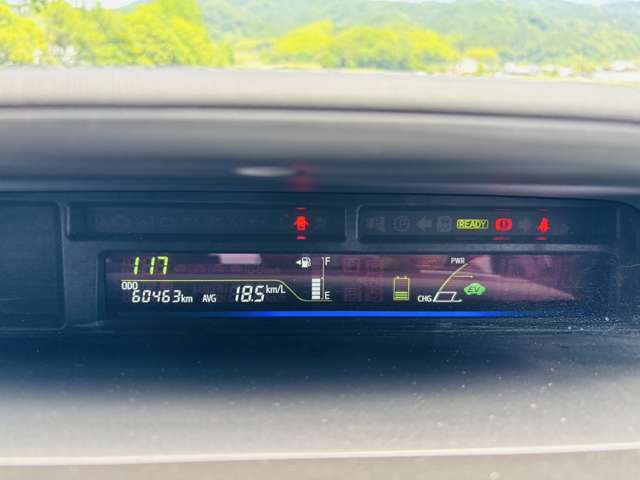 READY
117
F
PWR
ODO
60463km AVG 18.5km/L
E
CHG
EV